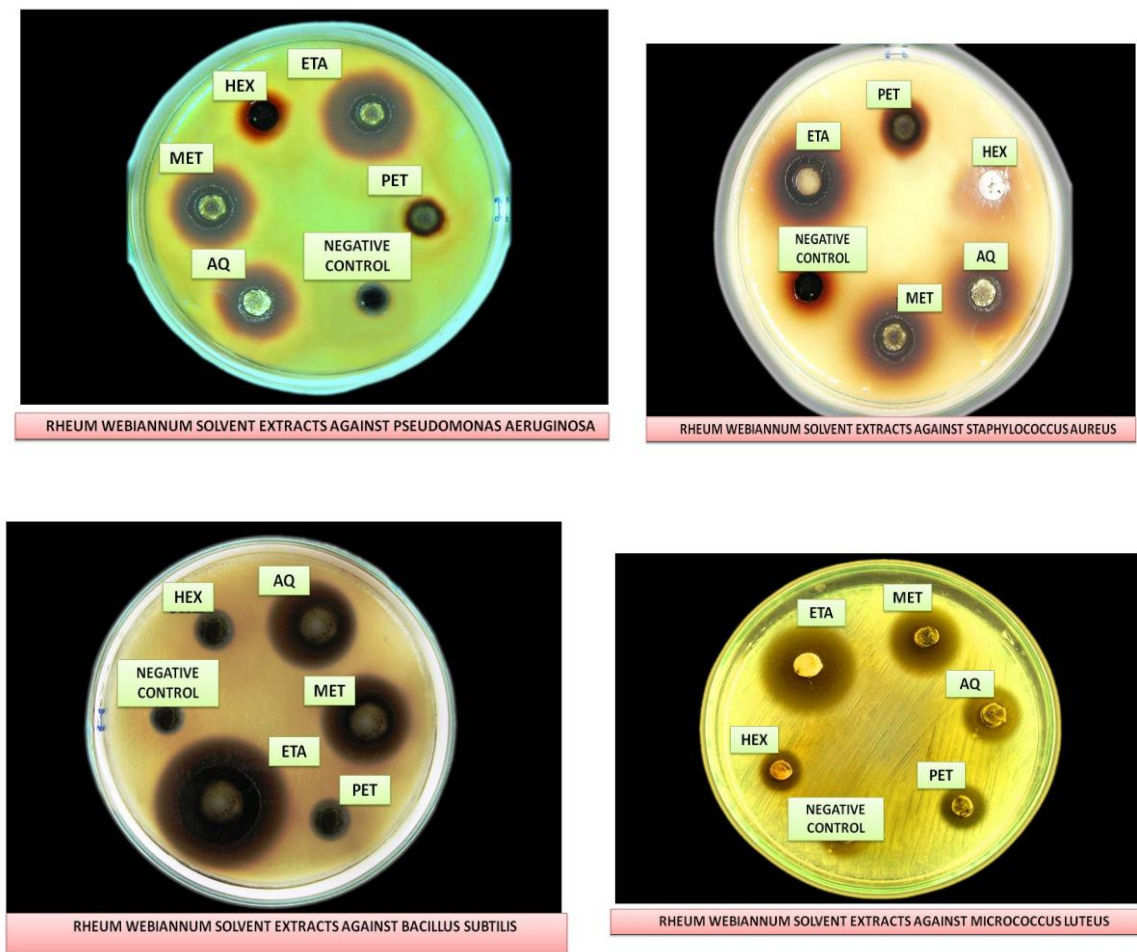 ETA
HEX
MET
PET
NEGATIVE
CONTROL
AQ
RHEUM WEBIANNUM SOLVENT EXTRACTS AGAINST PSEUDOMONAS AERUGINOSA
PET
ETA
HEX
NEGATIVE
CONTROL
AQ
MET
RHEUM WEBIANNUM SOLVENT EXTRACTS AGAINST STAPHYLOCOCCUS AUREUS
AQ
HEX
NEGATIVE
CONTROL
MET
ETA
PET
RHEUM WEBIANNUM SOLVENT EXTRACTS AGAINST BACILLUS SUBTILIS
MET
ETA
AQ
HEX
PET
NEGATIVE
CONTROL
RHEUM WEBIANNUM SOLVENT EXTRACTS AGAINST MICROCOCCUS LUTEUS